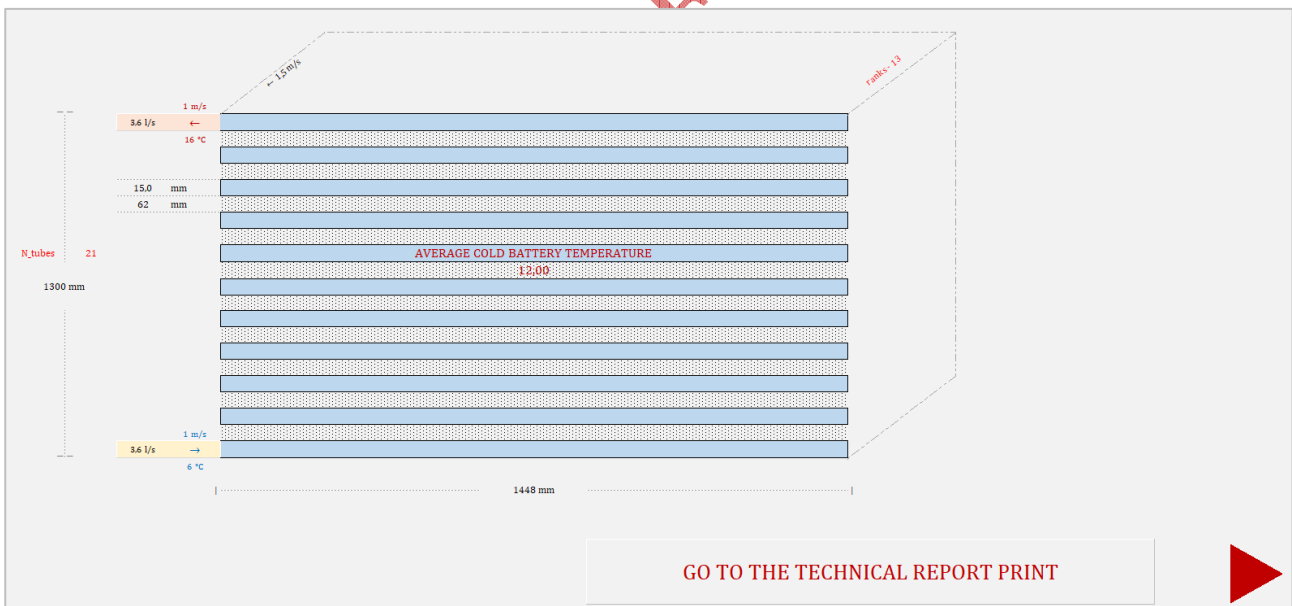 ← 1,5 m/s
ranks - 13
1 m/s
3.6 l/s ←
16 °C
15.0 mm
62 mm
N_tubes 21
AVERAGE COLD BATTERY TEMPERATURE
12,00
1300 mm
1 m/s
3.6 l/s →
6 °C
1448 mm
GO TO THE TECHNICAL REPORT PRINT